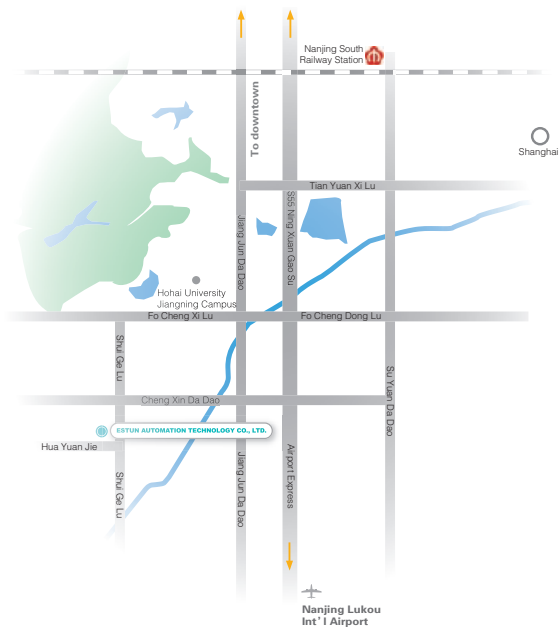 Nanjing South
Railway Station
To downtown
Shanghai
Tian Yuan Xi Lu
Jiang Jun Da Dao
S55 Ning Xuan Gao Su
Hohai University
Jiangning Campus
Fo Cheng Xi Lu
Fo Cheng Dong Lu
Shui Ge Lu
Su Yuan Da Dao
Cheng Xin Da Dao
ESTUN AUTOMATION TECHNOLOGY CO., LTD.
Hua Yuan Jie
Shui Ge Lu
Jiang Jun Da Dao
Airport Express
Nanjing Lukou
Int' l Airport